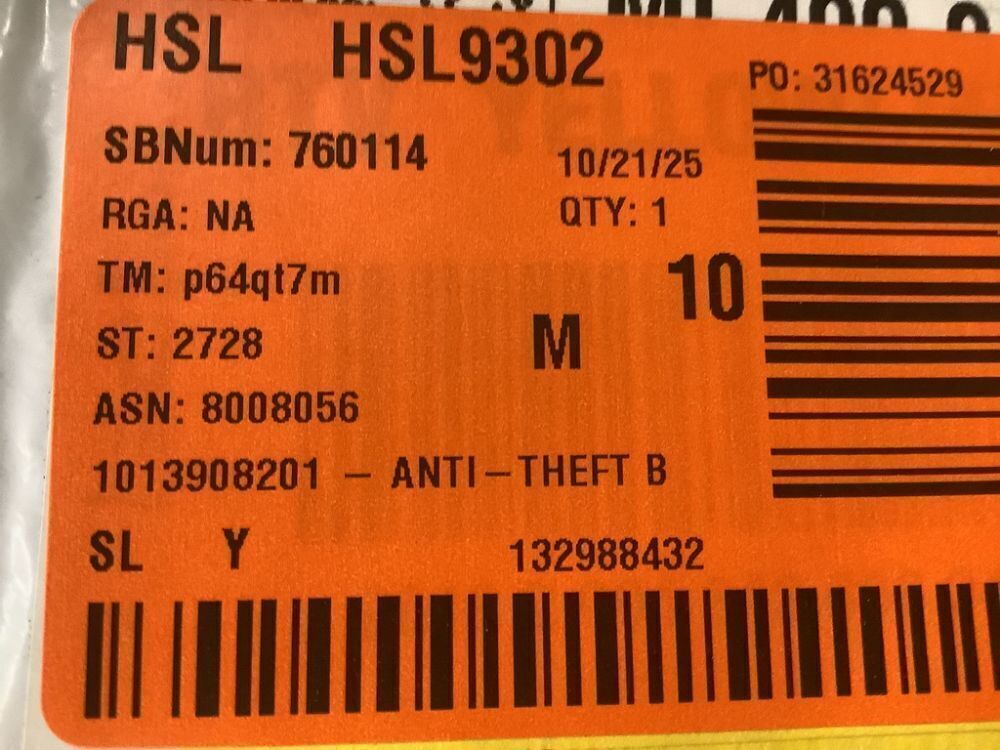 HSL HSL9302
PO: 31624529
SBNum: 760114
10/21/25
RGA: NA
QTY: 1
TM: p64qt7m
10
ST: 2728
M
ASN: 8008056
1013908201 - ANTI-THEFT B
SL Y
132988432